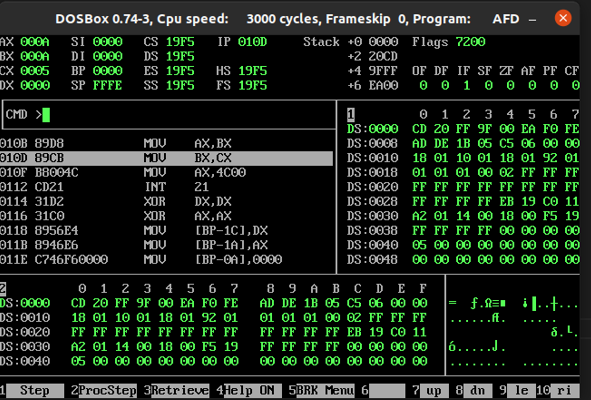 DOSBox 0.74-3, Cpu speed: 3000 cycles, Frameskip 0, Program: AFD
AX 000A SI 0000 CS 19F5 IP 010D Stack +0 0000 Flags 7200
BX 000A DI 0000 DS 19F5 +2 20CD
CX 0005 BP 0000 ES 19F5 HS 19F5 +4 9FFF OF DF IF SF ZF AF PF CF
DX 0000 SP FFFE SS 19F5 FS 19F5 +6 EA00 0 0 1 0 0 0 0 0
CMD >
1 0 1 2 3 4 5 6 7
DS:0000 CD 20 FF 9F 00 EA F0 FE
DS:0008 AD DE 1B 05 C5 06 00 00
DS:0010 18 01 10 01 18 01 92 01
DS:0018 01 01 01 00 02 FF FF FF
DS:0020 FF FF FF FF FF FF FF FF
DS:0028 FF FF FF FF EB 19 C0 11
DS:0030 A2 01 14 00 18 00 F5 19
DS:0038 FF FF FF FF 00 00 00 00
DS:0040 05 00 00 00 00 00 00 00
DS:0048 00 00 00 00 00 00 00 00
010B 89D8 MOV AX,BX
010D 89CB MOV BX,CX
010F B8004C MOV AX,4C00
0112 CD21 INT 21
0114 31D2 XOR DX,DX
0116 31C0 XOR AX,AX
0118 8956E4 MOV [BP-1C],DX
011B 8946E6 MOV [BP-1A],AX
011E C746F60000 MOV [BP-0A],0000
2 0 1 2 3 4 5 6 7 8 9 A B C D E F
DS:0000 CD 20 FF 9F 00 EA F0 FE AD DE 1B 05 C5 06 00 00
DS:0010 18 01 10 01 18 01 92 01 01 01 01 00 02 FF FF FF
DS:0020 FF FF FF FF FF FF FF FF FF FF FF FF EB 19 C0 11
DS:0030 A2 01 14 00 18 00 F5 19 FF FF FF FF 00 00 00 00
DS:0040 05 00 00 00 00 00 00 00 00 00 00 00 00 00 00 00
1 Step 2ProcStep 3Retrieve 4Help ON 5BRK Menu 6 7 up 8 dn 9 le 10 ri